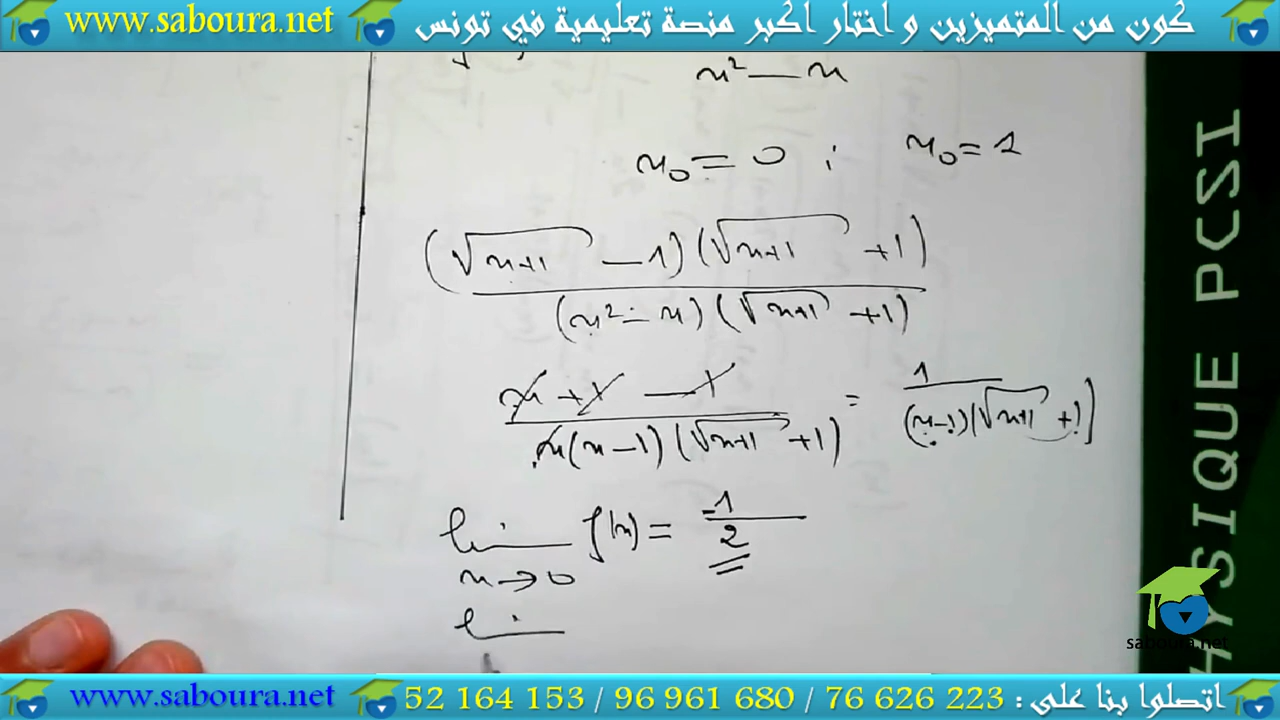 www.saboura.net كون من المتميزين و اختار اكبر منصة تعليمية في تونس
x² — x
x₀ = 0 ; x₀ = 1
(√(x+1) — 1)(√(x+1) + 1)
(x² — x)(√(x+1) + 1)
x + 1 — 1 = 1
x(x — 1)(√(x+1) + 1) (x-1)(√(x+1) + 1)
lim f(x) = -1
x → 0 2
lim
HYSIQUE PCSI
saboura.net
www.saboura.net 52 164 153 / 96 961 680 / 76 626 223 : اتصلوا بنا على